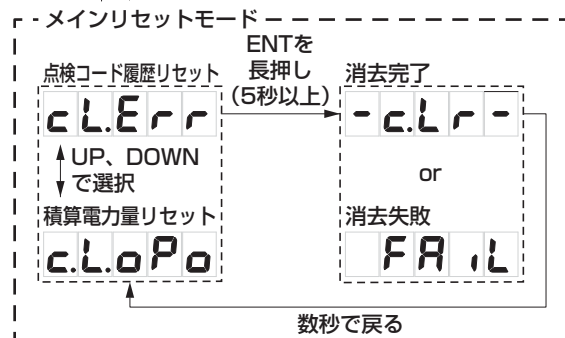 メインリセットモード
点検コード履歴リセット
cL.Err
UP、DOWN
で選択
積算電力量リセット
c.L.oPo
ENTを
長押し
(5秒以上)
消去完了
-c.Lr-
or
消去失敗
FAiL
数秒で戻る